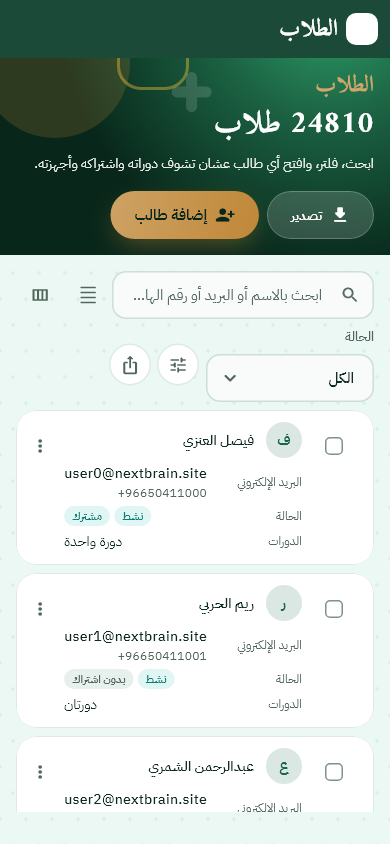 الطلاب
الطلاب
24810 طلاب
ابحث، فلتر، وافتح أي طالب عشان تشوف دوراته واشتراكه وأجهزته.
تصدير
إضافة طالب
ابحث بالاسم أو البريد أو رقم الها...
الحالة
الكل
ف
فيصل العنزي
البريد الإلكتروني
user0@nextbrain.site
+96650411000
الحالة
نشط
مشترك
الدورات
دورة واحدة
ر
ريم الحربي
البريد الإلكتروني
user1@nextbrain.site
+96650411001
الحالة
نشط
بدون اشتراك
الدورات
دورتان
ع
عبدالرحمن الشمري
البريد الإلكتروني
user2@nextbrain.site